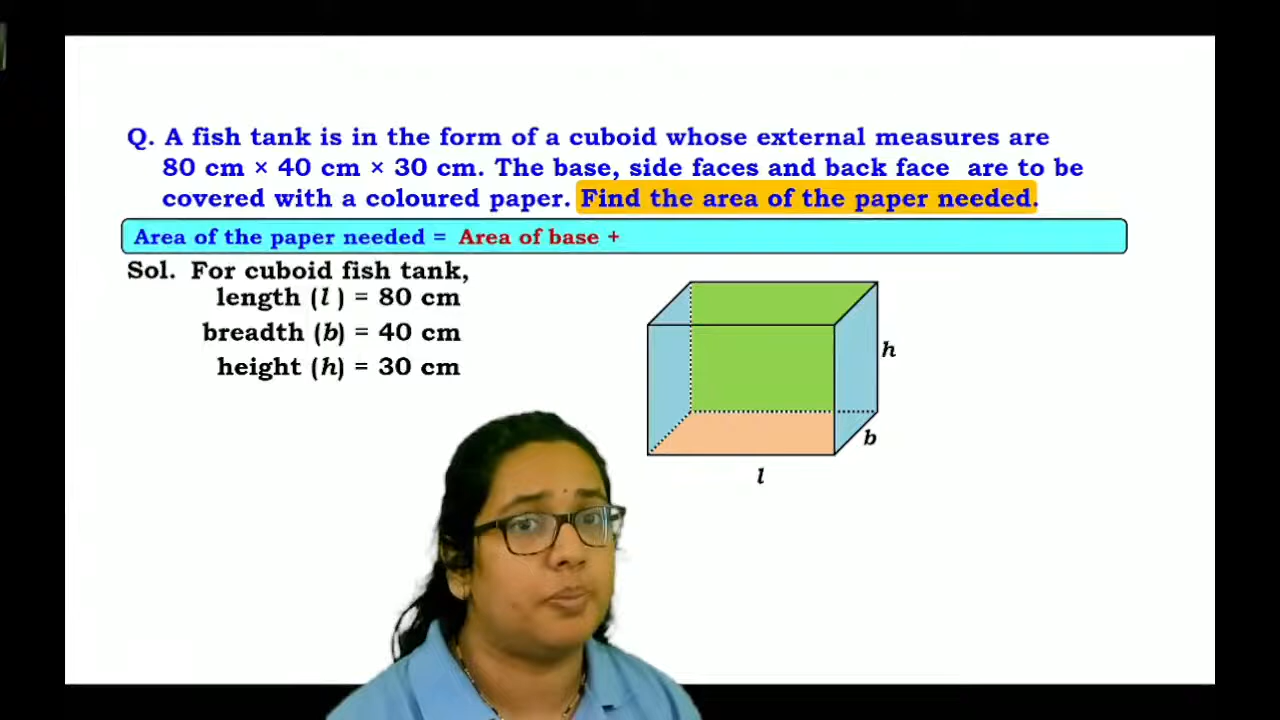 Q. A fish tank is in the form of a cuboid whose external measures are
80 cm × 40 cm × 30 cm. The base, side faces and back face are to be
covered with a coloured paper. Find the area of the paper needed.
Area of the paper needed = Area of base +
Sol. For cuboid fish tank,
length (l ) = 80 cm
breadth (b) = 40 cm
height (h) = 30 cm
h
b
l